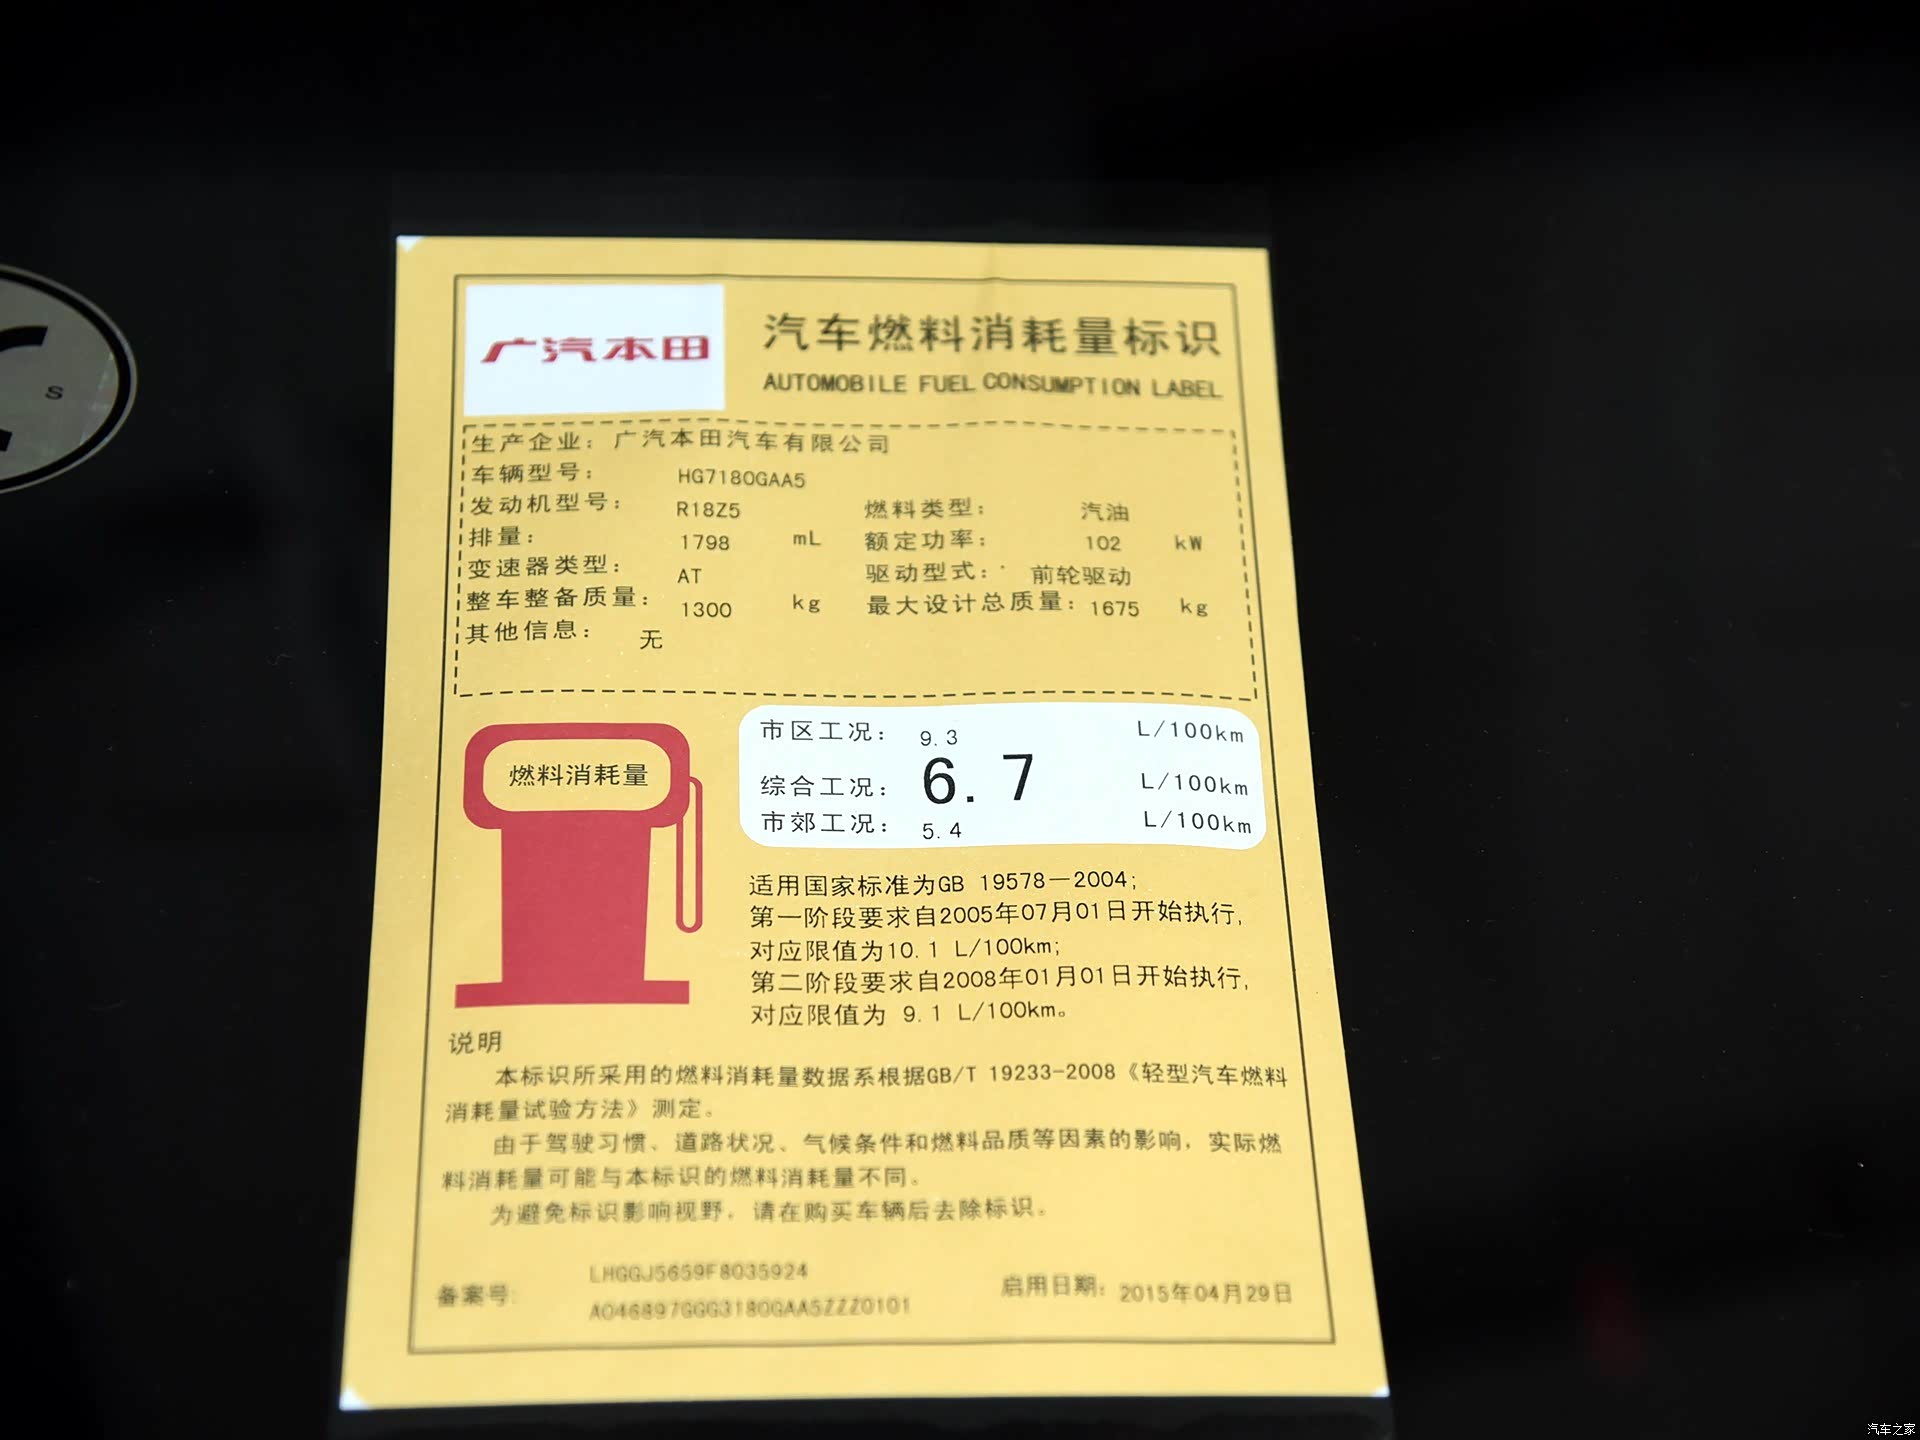 广汽本田
汽车燃料消耗量标识
AUTOMOBILE FUEL CONSUMPTION LABEL
生产企业：广汽本田汽车有限公司
车辆型号： HG7180GAA5
发动机型号： R18Z5 燃料类型： 汽油
排量： 1798 mL 额定功率： 102 kW
变速器类型： AT 驱动型式： 前轮驱动
整车整备质量： 1300 kg 最大设计总质量： 1675 kg
其他信息： 无
燃料消耗量
市区工况： 9.3 L/100km
综合工况： 6.7 L/100km
市郊工况： 5.4 L/100km
适用国家标准为GB 19578—2004;
第一阶段要求自2005年07月01日开始执行,
对应限值为10.1 L/100km;
第二阶段要求自2008年01月01日开始执行,
对应限值为 9.1 L/100km。
说明
本标识所采用的燃料消耗量数据系根据GB/T 19233-2008《轻型汽车燃料
消耗量试验方法》测定。
由于驾驶习惯、道路状况、气候条件和燃料品质等因素的影响，实际燃
料消耗量可能与本标识的燃料消耗量不同。
为避免标识影响视野，请在购买车辆后去除标识。
备案号: LHGGJ5659F8035924
A046897GGG3180GAA5ZZZ0101
启用日期：2015年04月29日
S
汽车之家